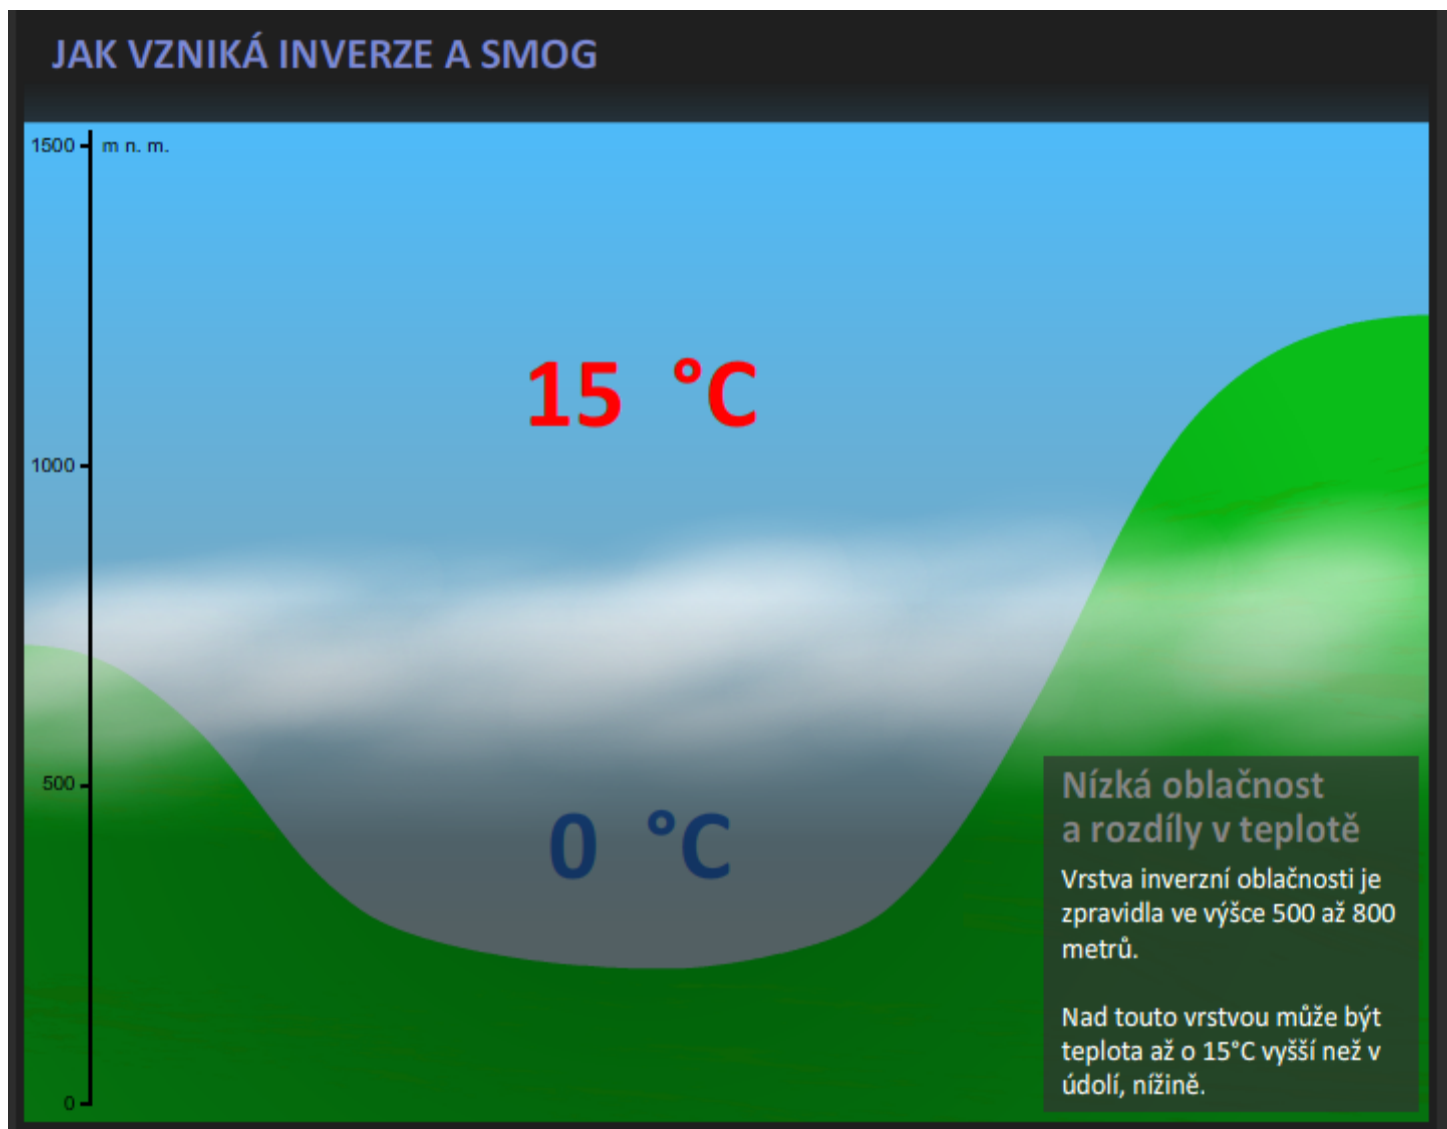 JAK VZNIKÁ INVERZE A SMOG
1500 m n. m.
15 °C
1000
500
0 °C
Nízká oblačnost
a rozdíly v teplotě
Vrstva inverzní oblačnosti je
zpravidla ve výšce 500 až 800
metrů.
Nad touto vrstvou může být
teplota až o 15°C vyšší než v
údolí, nížině.
0